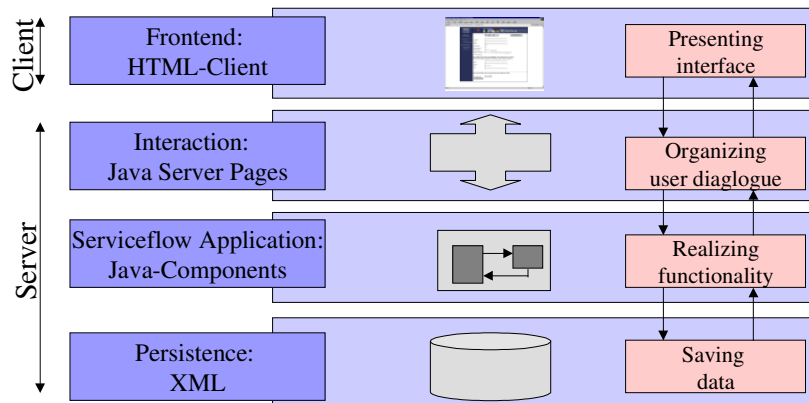 Client
Frontend:
HTML-Client
Presenting
interface
Server
Interaction:
Java Server Pages
Organizing
user diaglogue
Serviceflow Application:
Java-Components
Realizing
functionality
Persistence:
XML
Saving
data